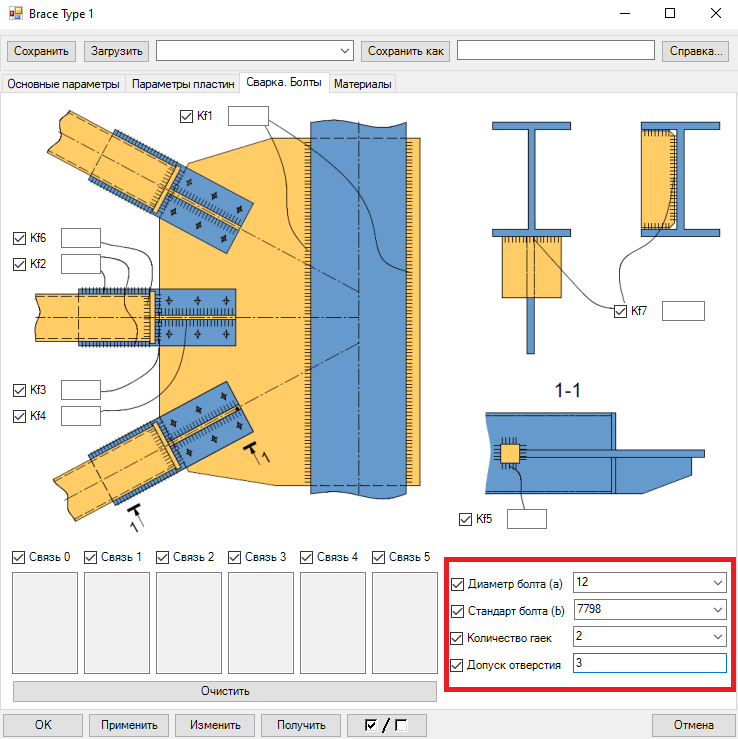 Brace Type 1
Сохранить Загрузить Сохранить как Справка...
Основные параметры Параметры пластин Сварка. Болты Материалы
Kf1
Kf6
Kf2
Kf7
Kf3
Kf4
1-1
1
1
Kf5
Связь 0 Связь 1 Связь 2 Связь 3 Связь 4 Связь 5
Диаметр болта (a) 12
Стандарт болта (b) 7798
Количество гаек 2
Допуск отверстия 3
Очистить
OK Применить Изменить Получить / Отмена